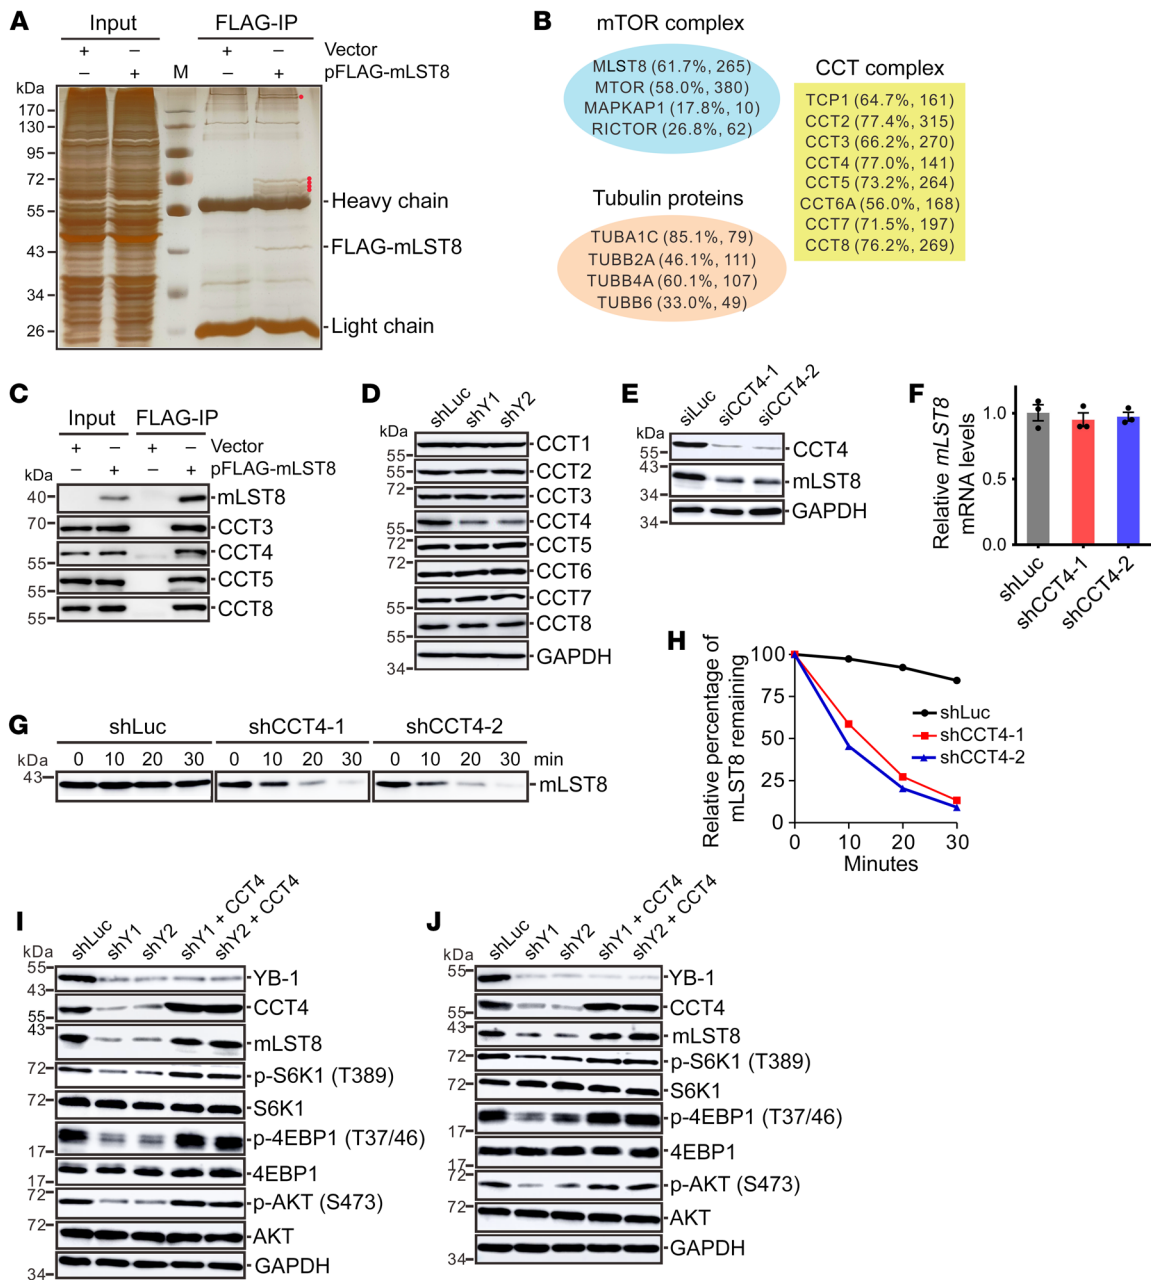 A
Input
FLAG-IP
+ – + – Vector
– + M – + pFLAG-mLST8
kDa
170
130
95
72
55
43
34
26
Heavy chain
FLAG-mLST8
Light chain
B
mTOR complex
MLST8 (61.7%, 265)
MTOR (58.0%, 380)
MAPKAP1 (17.8%, 10)
RICTOR (26.8%, 62)
Tubulin proteins
TUBA1C (85.1%, 79)
TUBB2A (46.1%, 111)
TUBB4A (60.1%, 107)
TUBB6 (33.0%, 49)
CCT complex
TCP1 (64.7%, 161)
CCT2 (77.4%, 315)
CCT3 (66.2%, 270)
CCT4 (77.0%, 141)
CCT5 (73.2%, 264)
CCT6A (56.0%, 168)
CCT7 (71.5%, 197)
CCT8 (76.2%, 269)
C
Input FLAG-IP
+ – + – Vector
– + – + pFLAG-mLST8
kDa
40 mLST8
70 CCT3
55 CCT4
55 CCT5
55 CCT8
D
shLuc shY1 shY2
kDa
CCT1
55
55 CCT2
72 CCT3
CCT4
55
72 CCT5
72 CCT6
CCT7
55
CCT8
55
GAPDH
34
E
siLuc siCCT4-1 siCCT4-2
kDa
CCT4
55
43
mLST8
34
GAPDH
34
F
Relative mLST8
mRNA levels
1.0
0.5
0.0
shLuc shCCT4-1 shCCT4-2
G
shLuc shCCT4-1 shCCT4-2
kDa 0 10 20 30 0 10 20 30 0 10 20 30 min
43
mLST8
H
Relative percentage of
mLST8 remaining
100
75
50
25
0
0 10 20 30
Minutes
shLuc
shCCT4-1
shCCT4-2
I
shLuc shY1 shY2 shY1 + CCT4 shY2 + CCT4
kDa
55
YB-1
43
CCT4
55
43
mLST8
72
p-S6K1 (T389)
72
S6K1
p-4EBP1 (T37/46)
17
4EBP1
17
72
p-AKT (S473)
72
AKT
GAPDH
34
J
shLuc shY1 shY2 shY1 + CCT4 shY2 + CCT4
kDa
55
YB-1
CCT4
55
43
mLST8
72
p-S6K1 (T389)
72
S6K1
p-4EBP1 (T37/46)
17
4EBP1
17
72
p-AKT (S473)
72
AKT
GAPDH
34